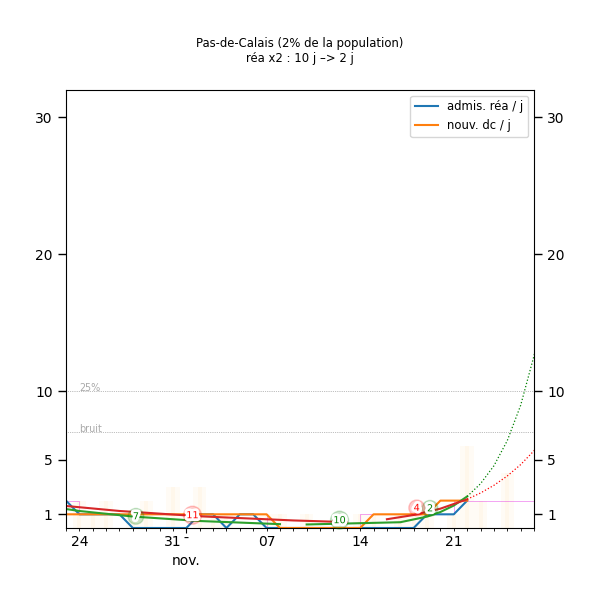 Pas-de-Calais (2% de la population)
réa x2 : 10 j –> 2 j
admis. réa / j
nouv. dc / j
30 30
20 20
25%
10 10
bruit
5 5
7 11 10 4 2
1 1
24 31 - 07 14 21
nov.